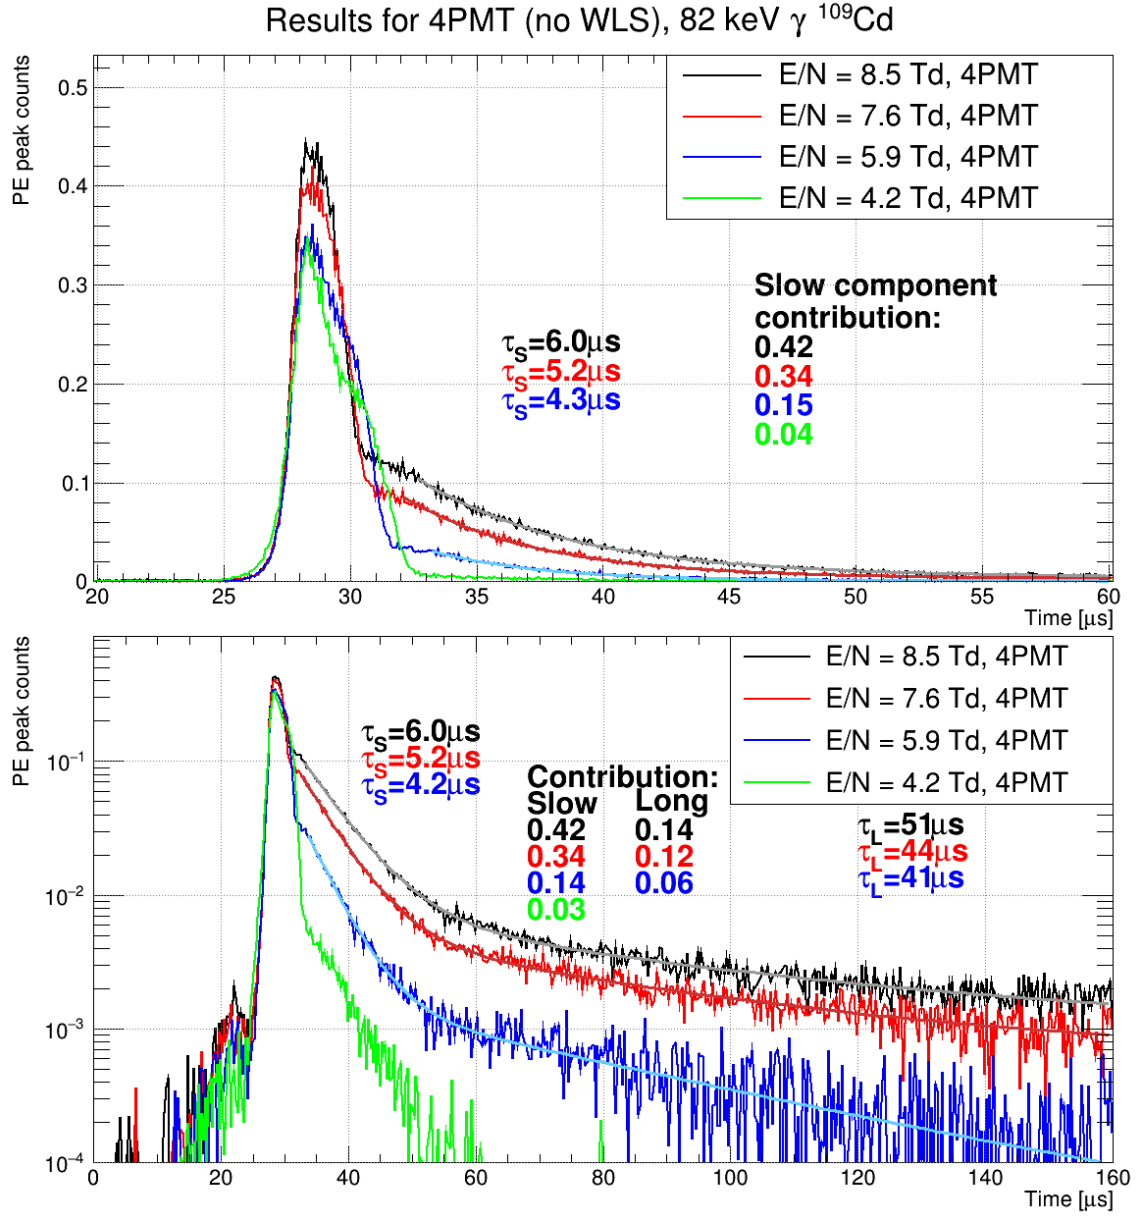 Results for 4PMT (no WLS), 82 keV γ ¹⁰⁹Cd
PE peak counts
0.5
0.4
0.3
0.2
0.1
0
E/N = 8.5 Td, 4PMT
E/N = 7.6 Td, 4PMT
E/N = 5.9 Td, 4PMT
E/N = 4.2 Td, 4PMT
τS=6.0μs
τS=5.2μs
τS=4.3μs
Slow component
contribution:
0.42
0.34
0.15
0.04
20 25 30 35 40 45 50 55 60
Time [μs]
PE peak counts
10⁻¹
10⁻²
10⁻³
10⁻⁴
E/N = 8.5 Td, 4PMT
E/N = 7.6 Td, 4PMT
E/N = 5.9 Td, 4PMT
E/N = 4.2 Td, 4PMT
τS=6.0μs
τS=5.2μs
τS=4.2μs
Contribution:
Slow Long
0.42 0.14
0.34 0.12
0.14 0.06
0.03
τL=51μs
τL=44μs
τL=41μs
0 20 40 60 80 100 120 140 160
Time [μs]